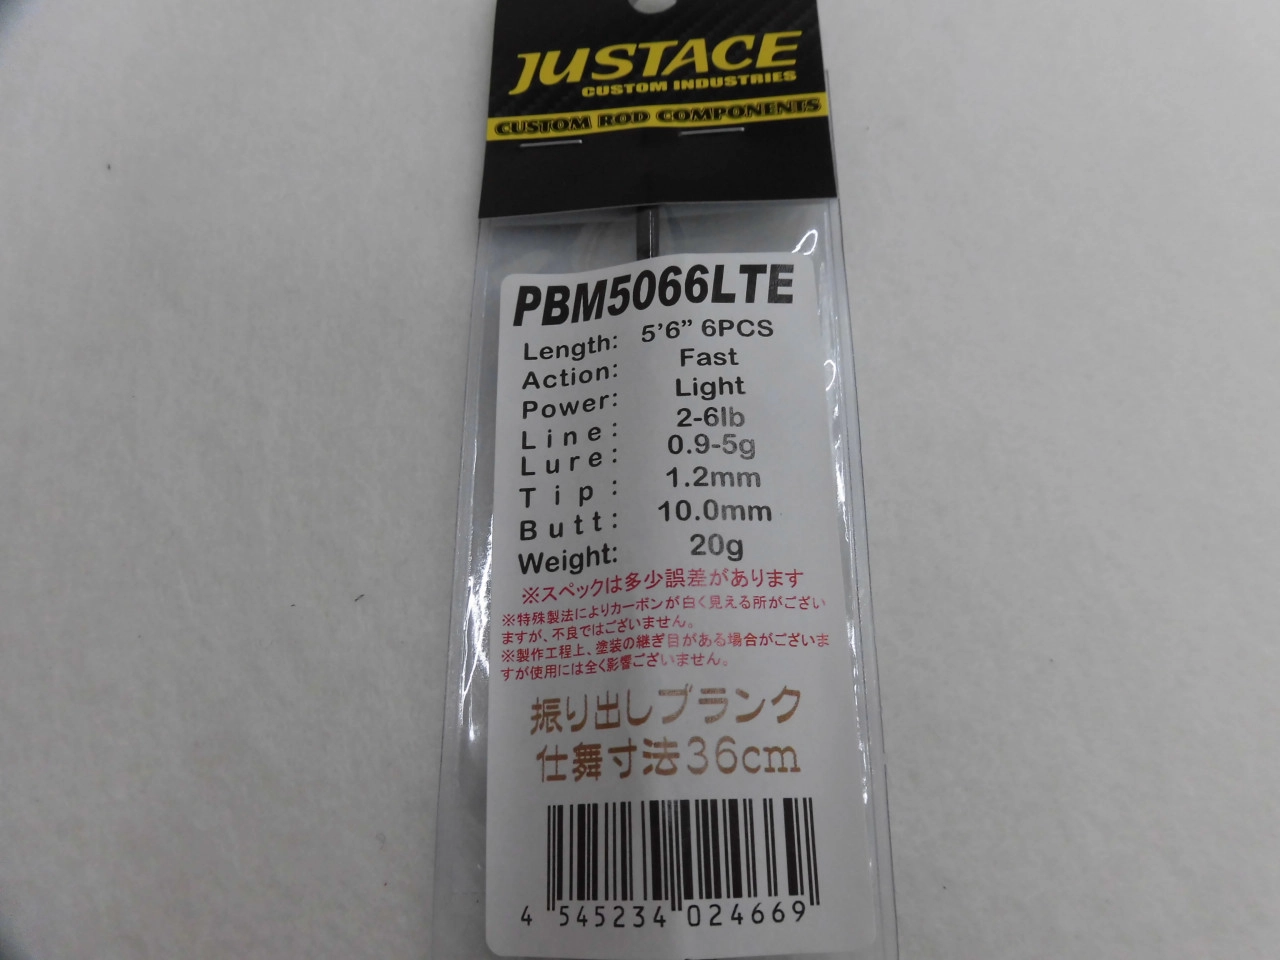 JUSTACE
CUSTOM INDUSTRIES
CUSTOM ROD COMPONENTS
PBM5066LTE
Length: 5'6" 6PCS
Action: Fast
Power: Light
Line: 2-6lb
Lure: 0.9-5g
Tip: 1.2mm
Butt: 10.0mm
Weight: 20g
※スペックは多少誤差があります
※特殊製法によりカーボンが白く見える所がござい
ますが、不良ではございません。
※製作工程上、塗装の継ぎ目がある場合がございま
すが使用には全く影響ございません。
振り出しブランク
仕舞寸法36cm
4 545234 024669